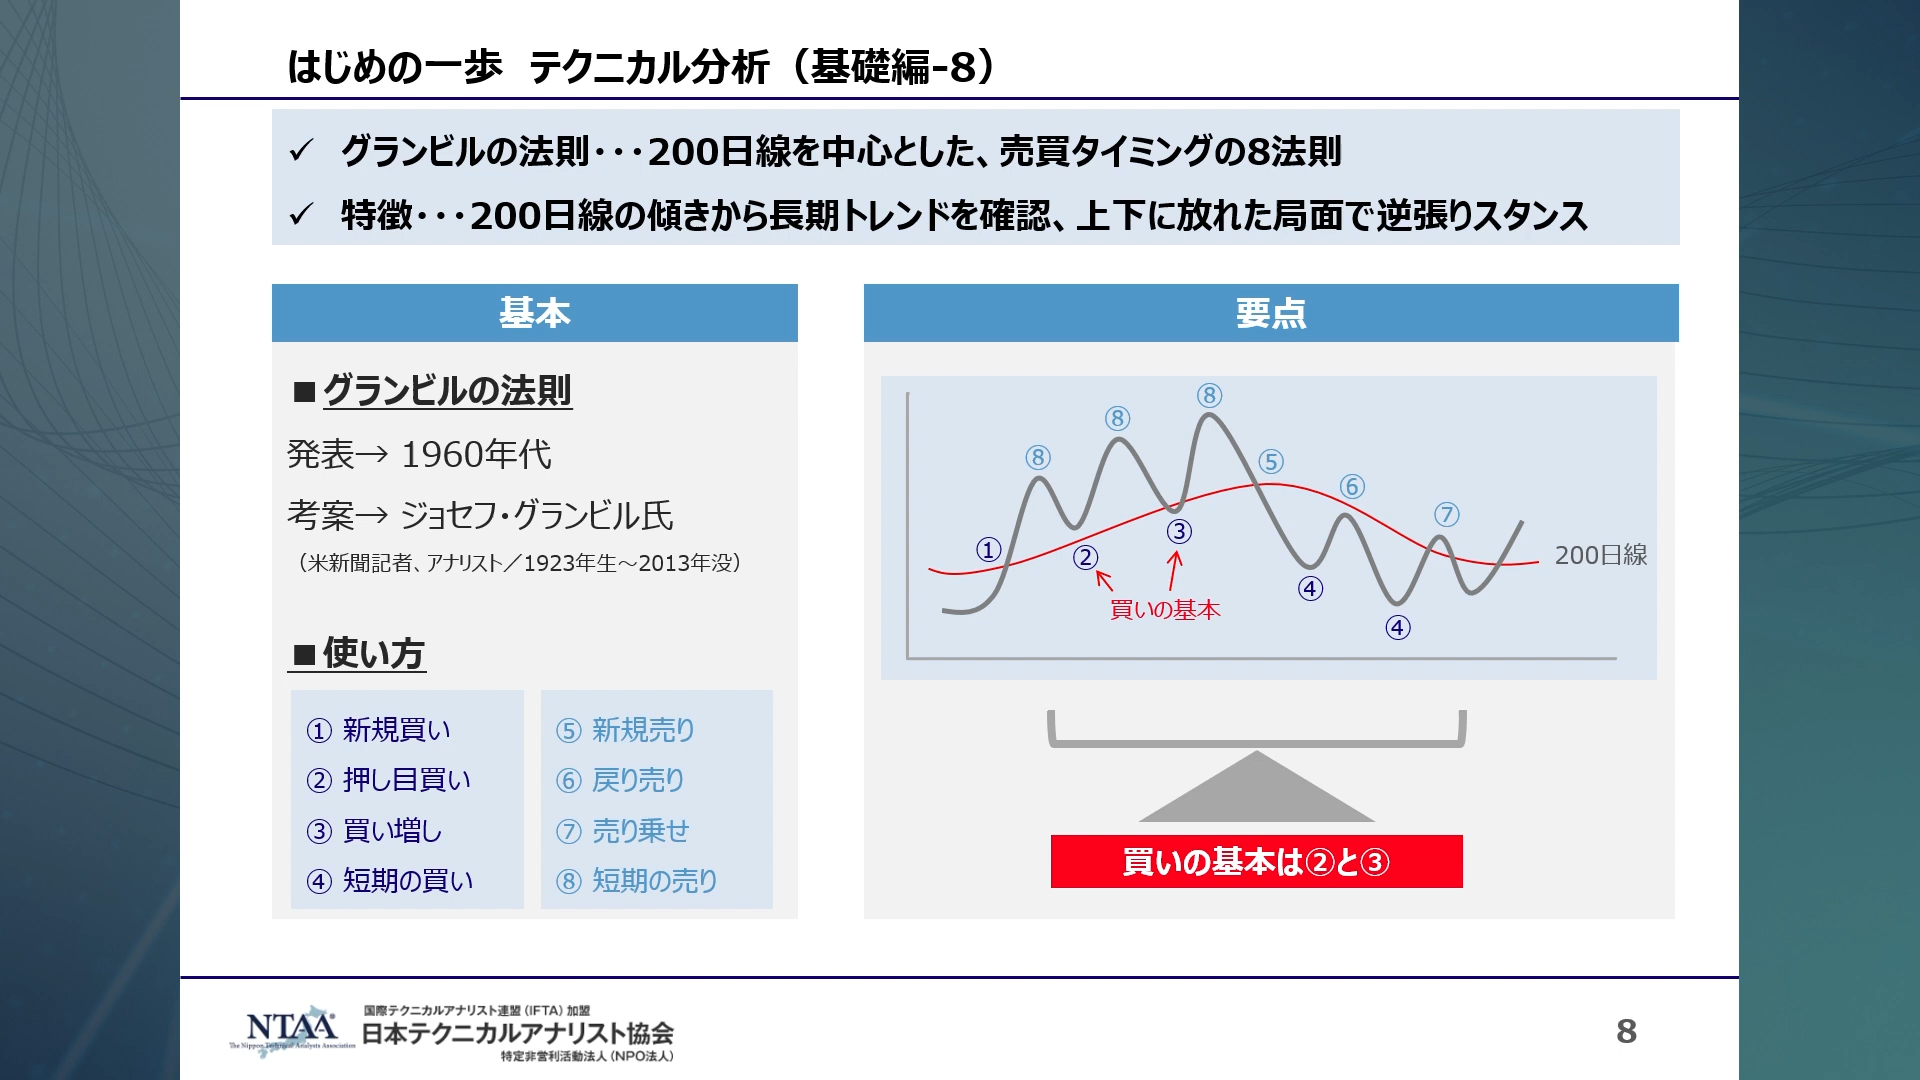 はじめの一歩　テクニカル分析（基礎編-8）
✓ グランビルの法則･･･200日線を中心とした、売買タイミングの8法則
✓ 特徴･･･200日線の傾きから長期トレンドを確認、上下に放れた局面で逆張りスタンス
基本
■グランビルの法則
発表→ 1960年代
考案→ ジョセフ・グランビル氏
（米新聞記者、アナリスト／1923年生～2013年没）
■使い方
① 新規買い
② 押し目買い
③ 買い増し
④ 短期の買い
⑤ 新規売り
⑥ 戻り売り
⑦ 売り乗せ
⑧ 短期の売り
要点
⑧
⑧
⑧
⑤
⑥
⑦
①
②
③
④
④
200日線
買いの基本
買いの基本は②と③
NTAA
The Nippon Technical Analysts Association
国際テクニカルアナリスト連盟（IFTA）加盟
日本テクニカルアナリスト協会
特定非営利活動法人（NPO法人）
8